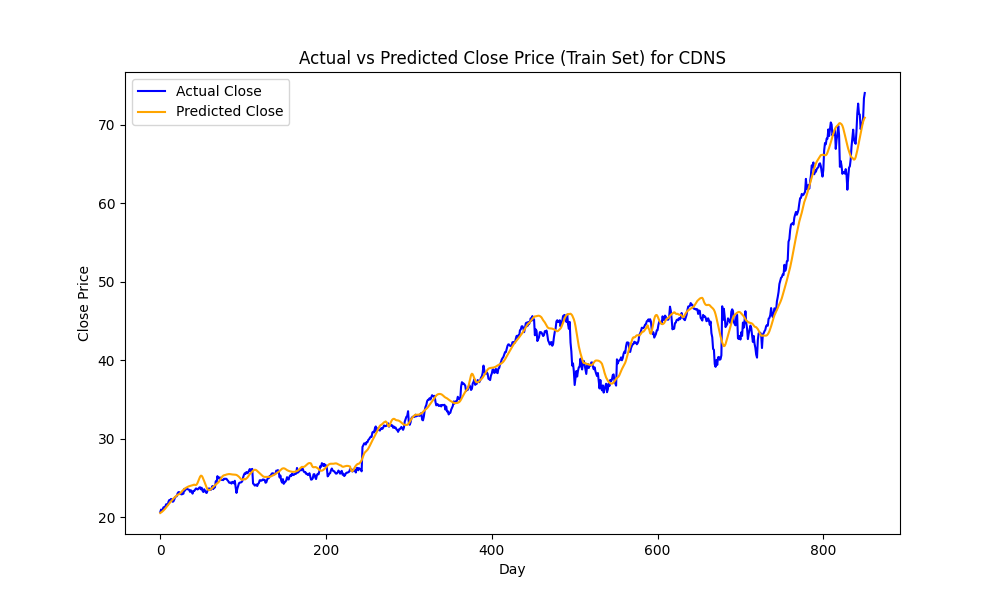 Actual vs Predicted Close Price (Train Set) for CDNS
Actual Close
Predicted Close
70
60
50
40
30
20
Close Price
0 200 400 600 800
Day